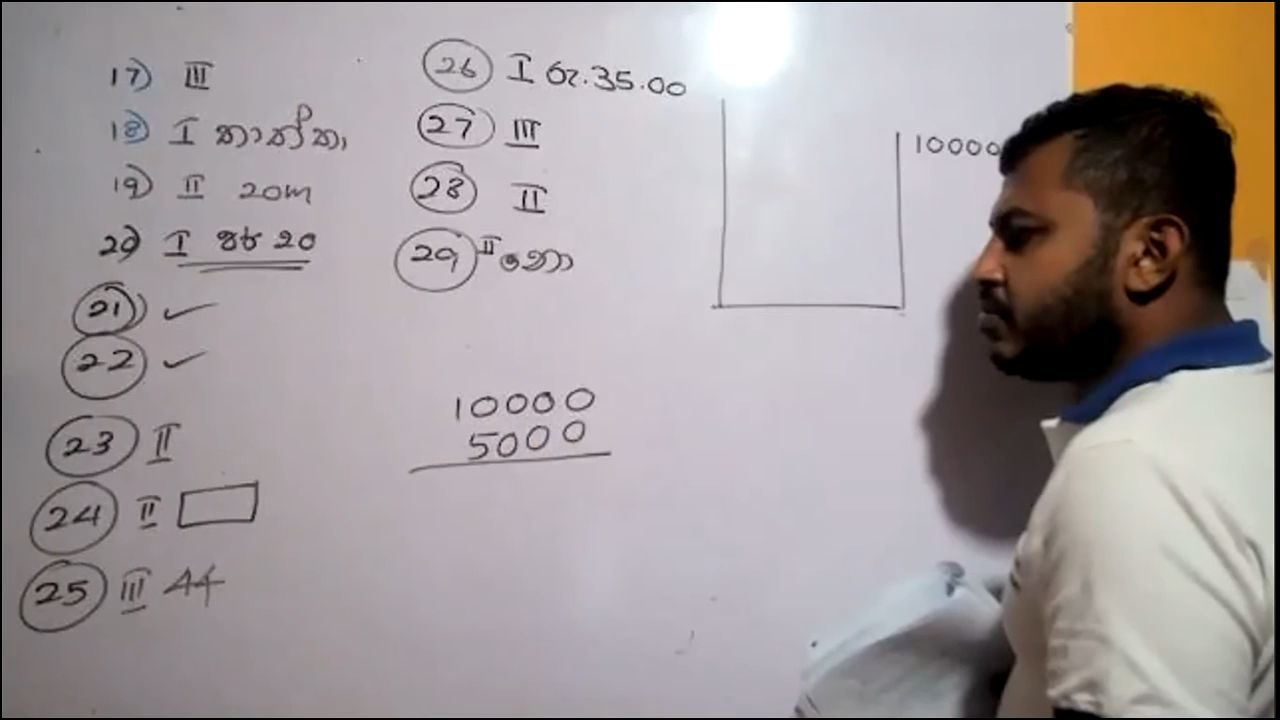 17) III
18) I තාත්තා
19) II 20m
20) I 20
21) ✓
22) ✓
23 II
24 II
25 III 44
26 I රු.35.00
27 III
28 II
29 II නො
10000
5000
10000